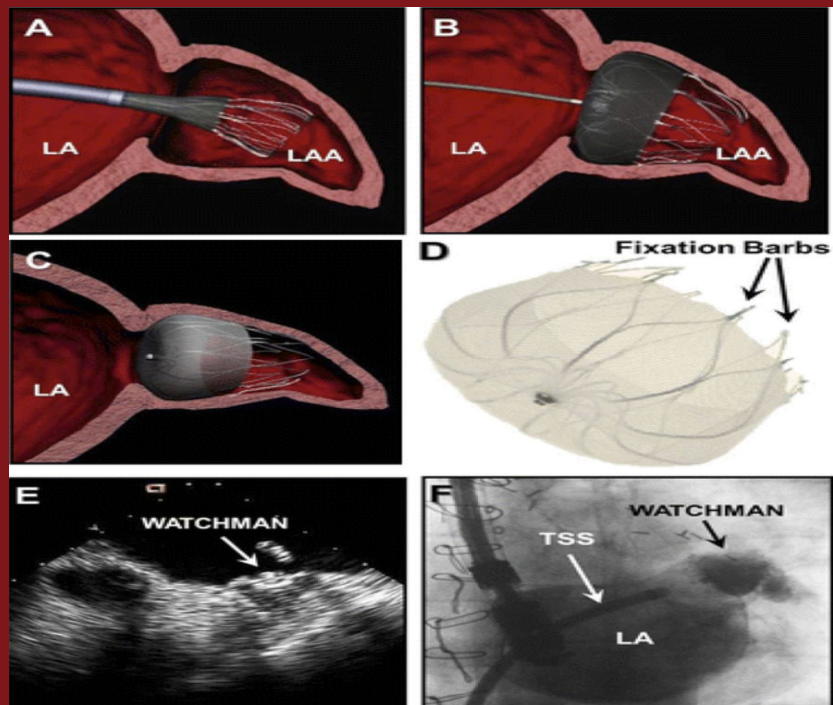 A
LA
LAA
B
LA
LAA
C
LA
D
Fixation Barbs
E
WATCHMAN
F
WATCHMAN
TSS
LA